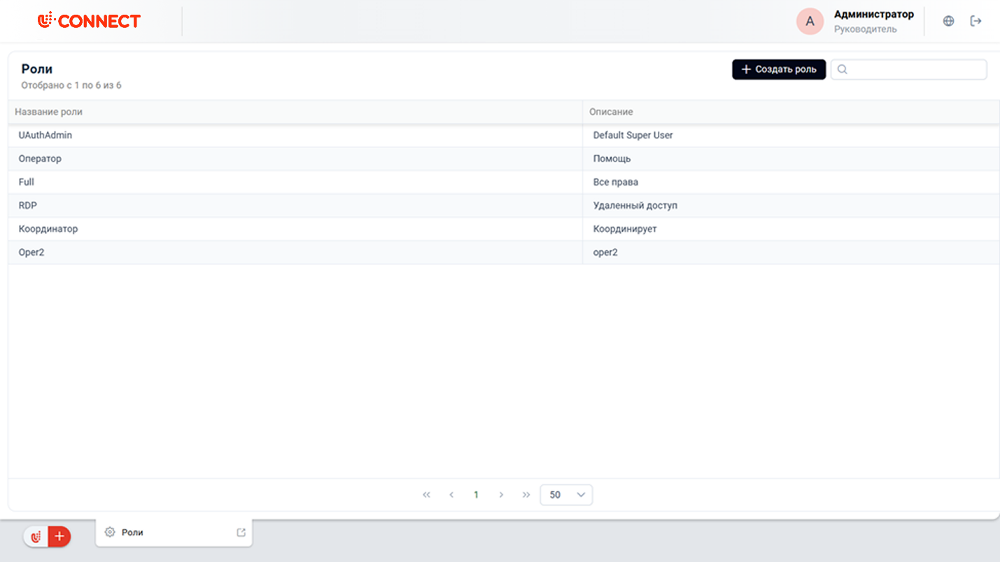 CONNECT
A
Администратор
Руководитель
Роли
Отобрано с 1 по 6 из 6
Создать роль
Название роли Описание
UAuthAdmin Default Super User
Оператор Помощь
Full Все права
RDP Удаленный доступ
Координатор Координирует
Oper2 oper2
1 50
Роли